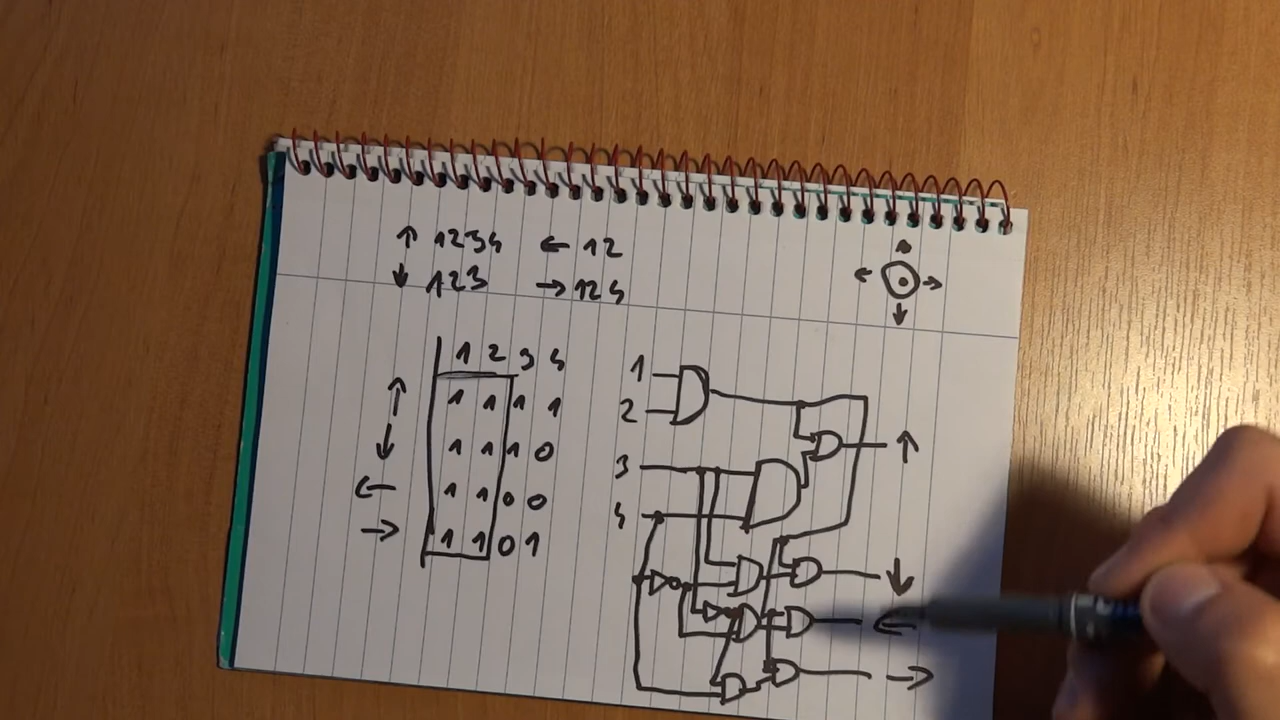 ↑ 1234 ← 12
↓ 123 → 124
↑
← →
↓
1 2 3 4
↑ 1 1 1 1
↓ 1 1 1 0
← 1 1 0 0
→ 1 1 0 1
1
2
↑
3
4
↓
←
→